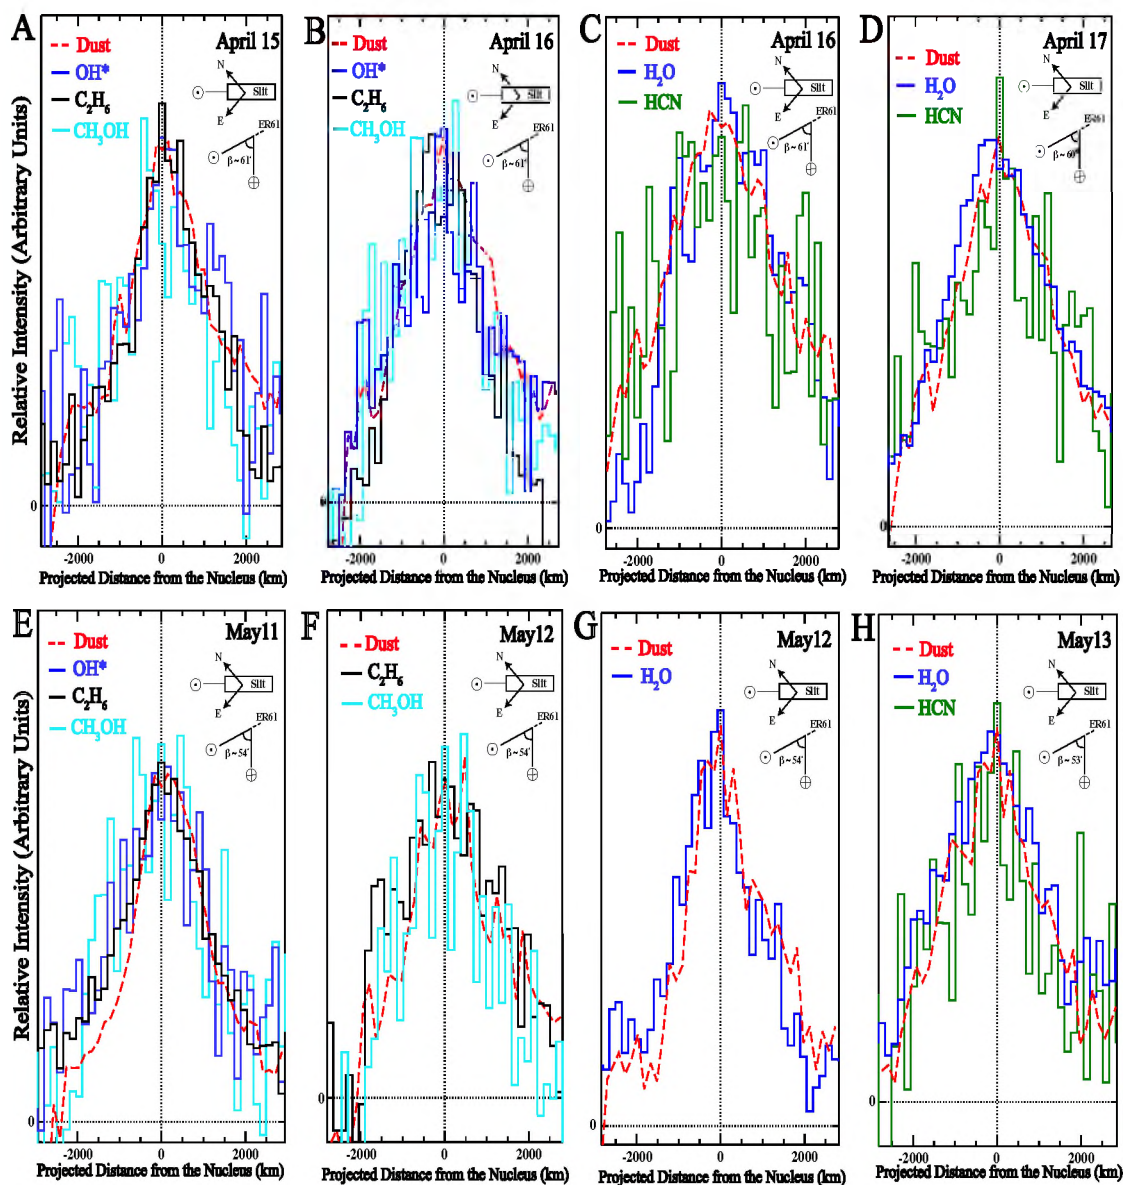 A
April 15
Dust
OH*
C₂H₆
CH₃OH
N
Slit
E
ER61
β~61°
Relative Intensity (Arbitrary Units)
0
-2000 0 2000
Projected Distance from the Nucleus (km)
B
April 16
Dust
OH*
C₂H₆
CH₃OH
N
Slit
E
ER61
β~61°
-2000 0 2000
Projected Distance from the Nucleus (km)
C
April 16
Dust
H₂O
HCN
N
Slit
E
ER61
β~61°
0
-2000 0 2000
Projected Distance from the Nucleus (km)
D
April 17
Dust
H₂O
HCN
N
Slit
E
ER61
β~60°
0
-2000 0 2000
Projected Distance from the Nucleus (km)
E
May11
Dust
OH*
C₂H₆
CH₃OH
N
Slit
E
ER61
β~54°
Relative Intensity (Arbitrary Units)
0
-2000 0 2000
Projected Distance from the Nucleus (km)
F
May12
Dust
C₂H₆
CH₃OH
N
Slit
E
ER61
β~54°
0
-2000 0 2000
Projected Distance from the Nucleus (km)
G
May12
Dust
H₂O
N
Slit
E
ER61
β~54°
0
-2000 0 2000
Projected Distance from the Nucleus (km)
H
May13
Dust
H₂O
HCN
N
Slit
E
ER61
β~53°
0
-2000 0 2000
Projected Distance from the Nucleus (km)